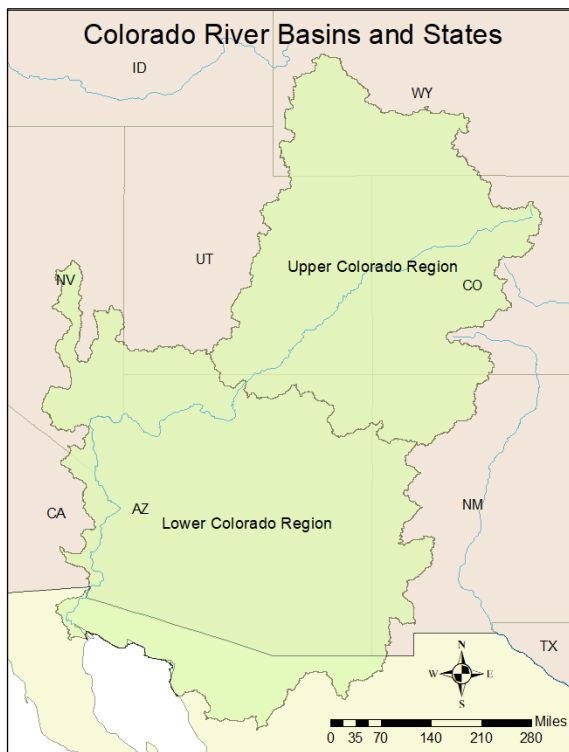 Colorado River Basins and States
ID
WY
UT
Upper Colorado Region
NV
CO
CA
AZ
NM
Lower Colorado Region
TX
N
W E
S
Miles
0 35 70 140 210 280